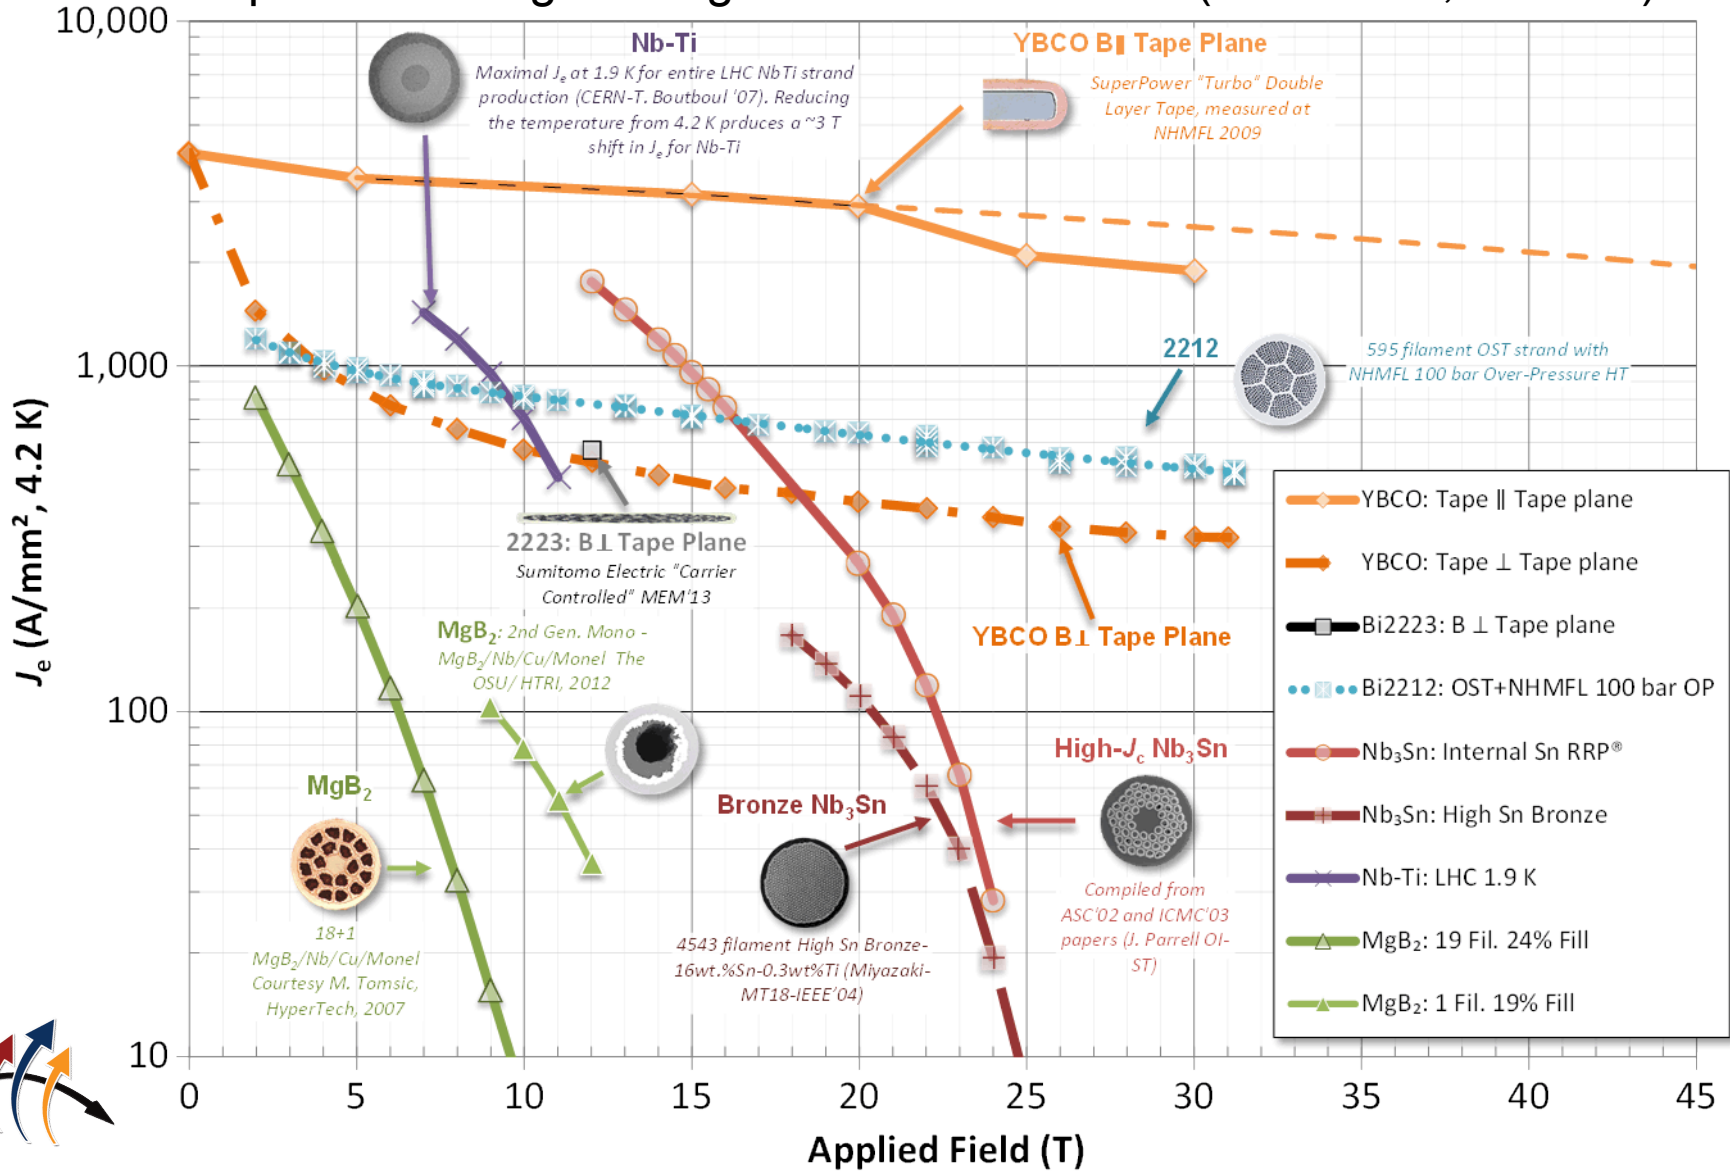 10,000
1,000
100
10
Jₑ (A/mm², 4.2 K)
0 5 10 15 20 25 30 35 40 45
Applied Field (T)
Nb-Ti
Maximal Jₑ at 1.9 K for entire LHC NbTi strand
production (CERN-T. Boutboul '07). Reducing
the temperature from 4.2 K prduces a ~3 T
shift in Jₑ for Nb-Ti
YBCO B∥ Tape Plane
SuperPower "Turbo" Double
Layer Tape, measured at
NHMFL 2009
2212
595 filament OST strand with
NHMFL 100 bar Over-Pressure HT
2223: B⊥ Tape Plane
Sumitomo Electric "Carrier
Controlled" MEM'13
MgB₂: 2nd Gen. Mono -
MgB₂/Nb/Cu/Monel The
OSU/ HTRI, 2012
YBCO B⊥ Tape Plane
MgB₂
18+1
MgB₂/Nb/Cu/Monel
Courtesy M. Tomsic,
HyperTech, 2007
Bronze Nb₃Sn
4543 filament High Sn Bronze-
16wt.%Sn-0.3wt%Ti (Miyazaki-
MT18-IEEE'04)
High-J꜀ Nb₃Sn
Compiled from
ASC'02 and ICMC'03
papers (J. Parrell OI-
ST)
YBCO: Tape ∥ Tape plane
YBCO: Tape ⊥ Tape plane
Bi2223: B ⊥ Tape plane
Bi2212: OST+NHMFL 100 bar OP
Nb₃Sn: Internal Sn RRP®
Nb₃Sn: High Sn Bronze
Nb-Ti: LHC 1.9 K
MgB₂: 19 Fil. 24% Fill
MgB₂: 1 Fil. 19% Fill